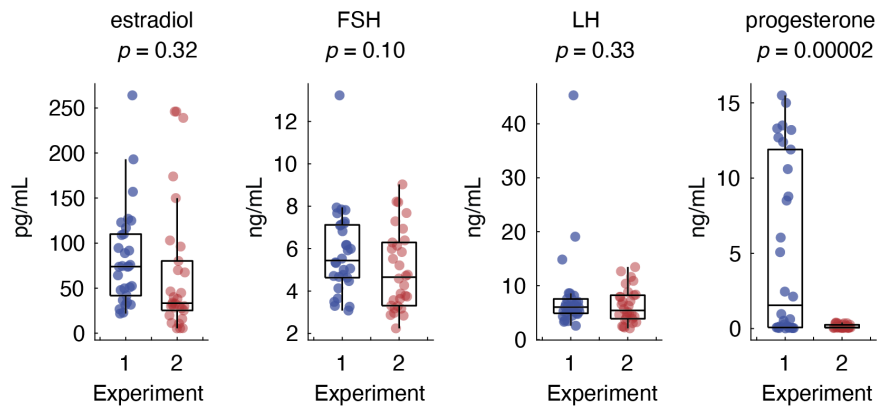 estradiol
p = 0.32
pg/mL
250
200
150
100
50
0
1 2
Experiment
FSH
p = 0.10
ng/mL
12
10
8
6
4
2
1 2
Experiment
LH
p = 0.33
ng/mL
40
30
20
10
0
1 2
Experiment
progesterone
p = 0.00002
ng/mL
15
10
5
0
1 2
Experiment